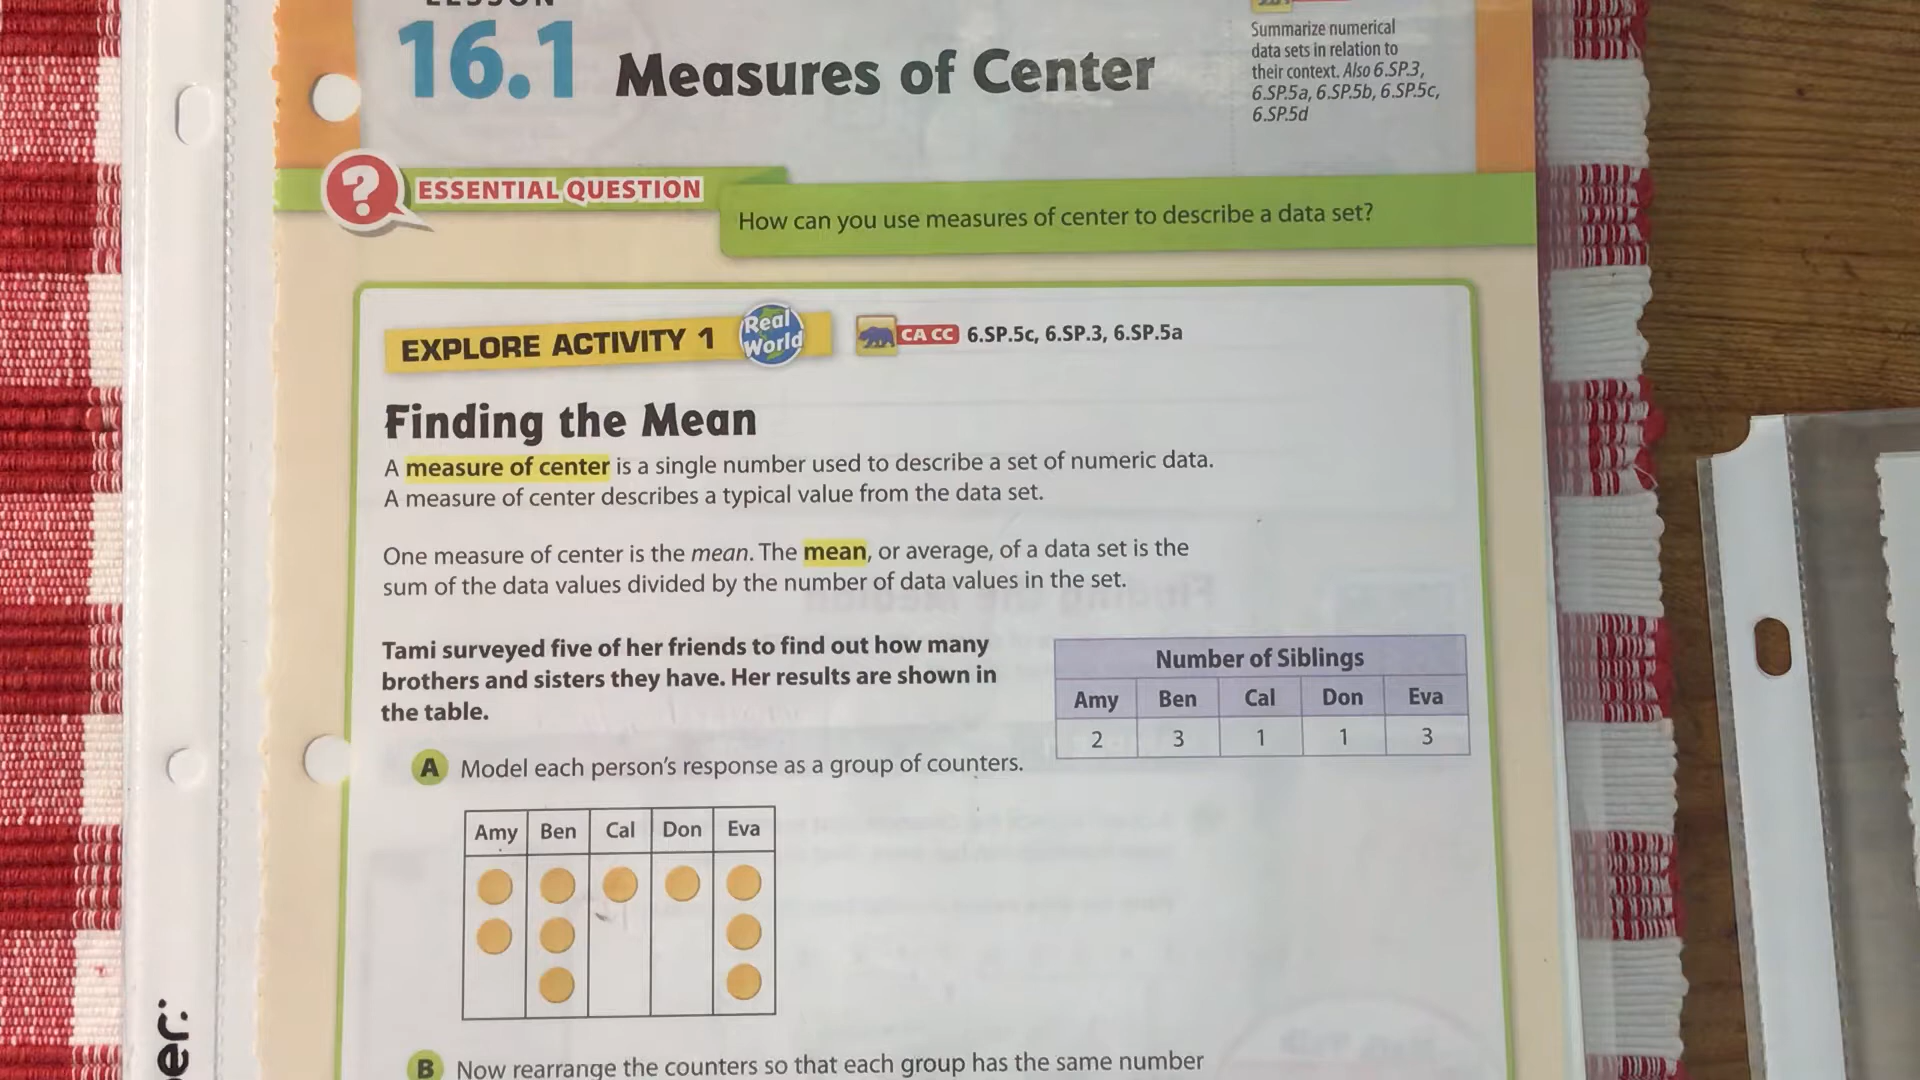 LESSON
16.1 Measures of Center
Summarize numerical
data sets in relation to
their context. Also 6.SP.3,
6.SP.5a, 6.SP.5b, 6.SP.5c,
6.SP.5d
? ESSENTIAL QUESTION
How can you use measures of center to describe a data set?
EXPLORE ACTIVITY 1
Real
World
CA CC 6.SP.5c, 6.SP.3, 6.SP.5a
Finding the Mean
A measure of center is a single number used to describe a set of numeric data.
A measure of center describes a typical value from the data set.
One measure of center is the mean. The mean, or average, of a data set is the
sum of the data values divided by the number of data values in the set.
Tami surveyed five of her friends to find out how many
brothers and sisters they have. Her results are shown in
the table.
Number of Siblings
Amy Ben Cal Don Eva
2 3 1 1 3
A Model each person's response as a group of counters.
Amy Ben Cal Don Eva
B Now rearrange the counters so that each group has the same number